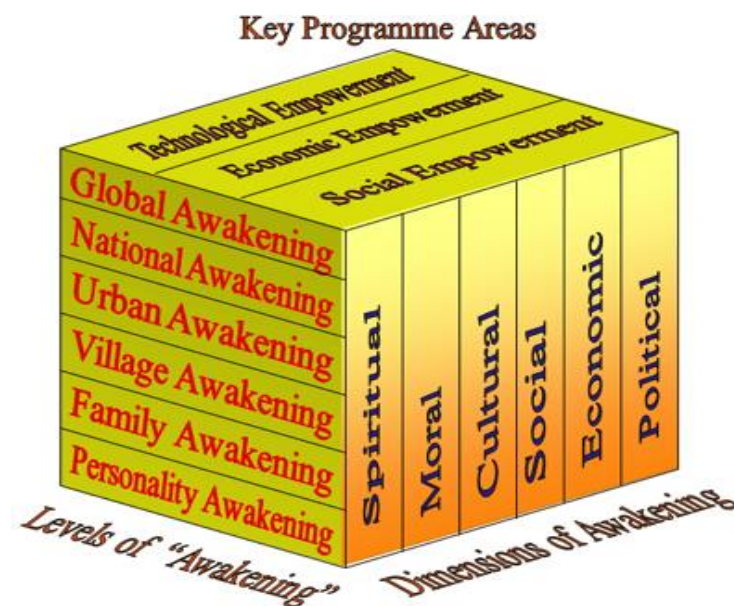 Key Programme Areas
Technological Empowerment
Economic Empowerment
Social Empowerment
Global Awakening
National Awakening
Urban Awakening
Village Awakening
Family Awakening
Personality Awakening
Spiritual
Moral
Cultural
Social
Economic
Political
Levels of “Awakening”
Dimensions of Awakening